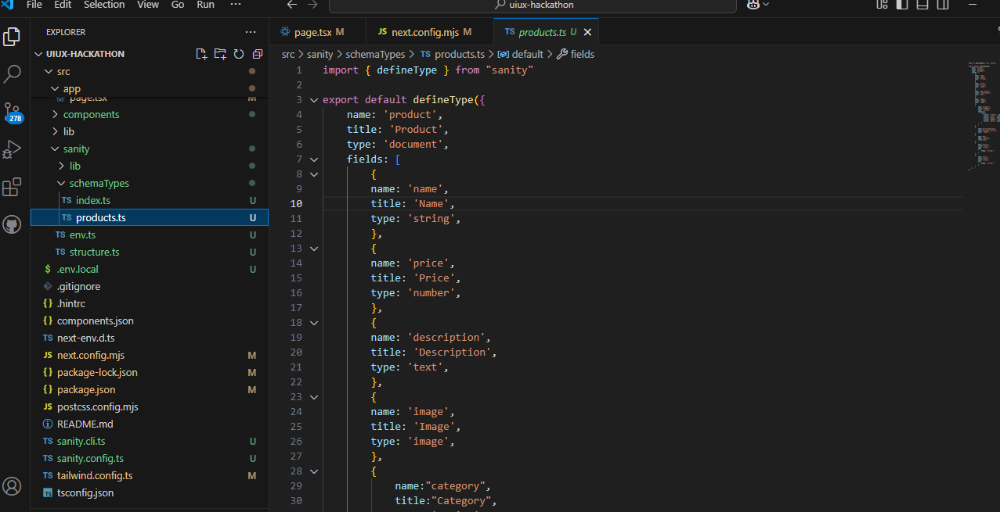 File Edit Selection View Go Run ··· uiux-hackathon
EXPLORER ···
UIUX-HACKATHON
src
app
page.tsx M
components
lib
sanity
lib
schemaTypes
TS index.ts U
TS products.ts U
TS env.ts U
TS structure.ts U
$ .env.local U
.gitignore
{} .hintrc
{} components.json
TS next-env.d.ts
JS next.config.mjs M
{} package-lock.json M
{} package.json M
JS postcss.config.mjs
README.md
TS sanity.cli.ts U
TS sanity.config.ts U
TS tailwind.config.ts M
TS tsconfig.json
278
page.tsx M JS next.config.mjs M TS products.ts U
src > sanity > schemaTypes > TS products.ts > default > fields
1 import { defineType } from "sanity"
2
3 export default defineType({
4 name: 'product',
5 title: 'Product',
6 type: 'document',
7 fields: [
8 {
9 name: 'name',
10 title: 'Name',
11 type: 'string',
12 },
13 {
14 name: 'price',
15 title: 'Price',
16 type: 'number',
17 },
18 {
19 name: 'description',
20 title: 'Description',
21 type: 'text',
22 },
23 {
24 name: 'image',
25 title: 'Image',
26 type: 'image',
27 },
28 {
29 name:"category",
30 title:"Category",